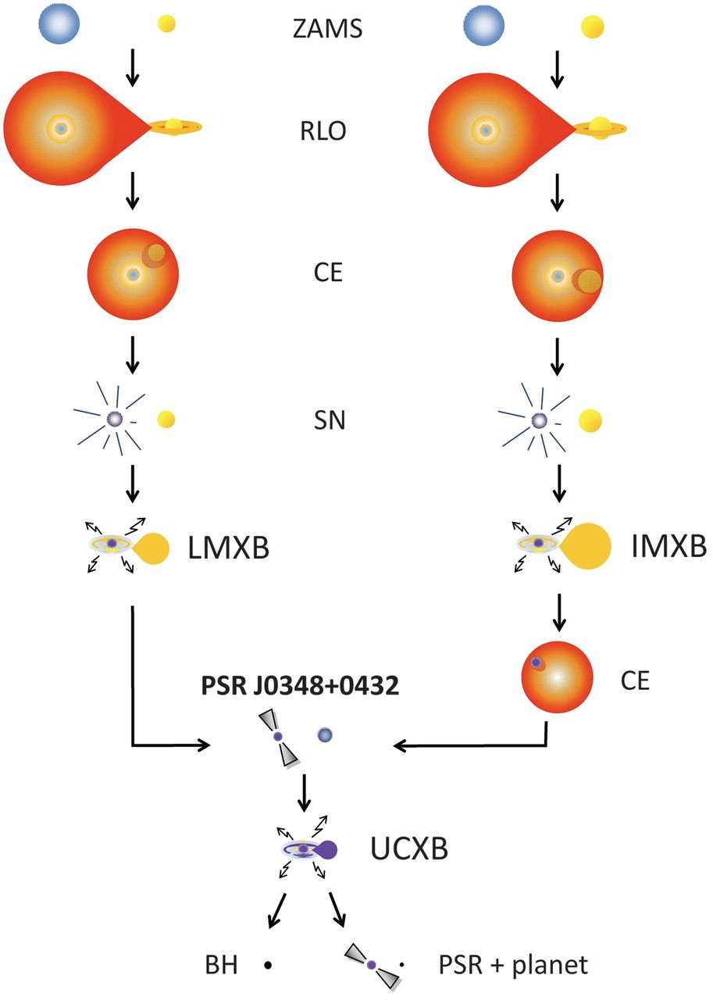 ZAMS
RLO
CE
SN
LMXB
IMXB
CE
PSR J0348+0432
UCXB
BH
PSR + planet